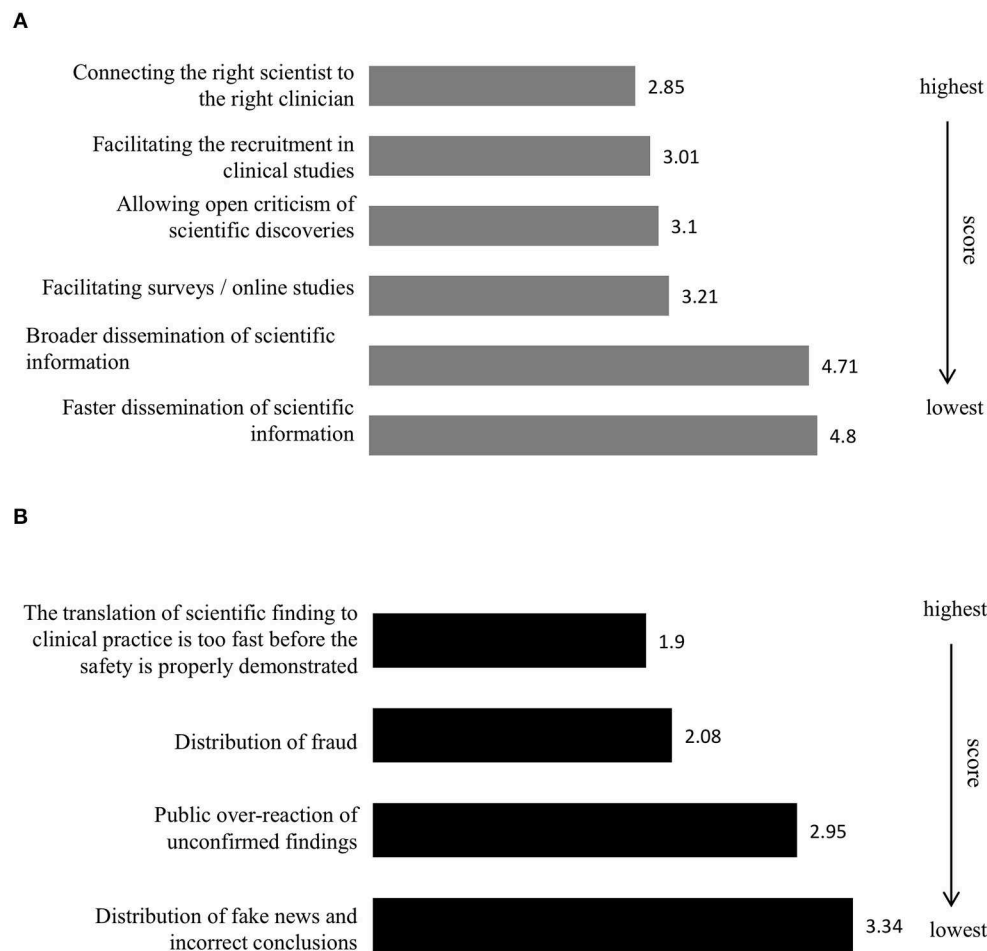 A
Connecting the right scientist to
the right clinician
2.85
highest
Facilitating the recruitment in
clinical studies
3.01
Allowing open criticism of
scientific discoveries
3.1
score
Facilitating surveys / online studies
3.21
Broader dissemination of scientific
information
4.71
Faster dissemination of scientific
information
4.8
lowest
B
The translation of scientific finding to
clinical practice is too fast before the
safety is properly demonstrated
1.9
highest
Distribution of fraud
2.08
score
Public over-reaction of
unconfirmed findings
2.95
Distribution of fake news and
incorrect conclusions
3.34
lowest